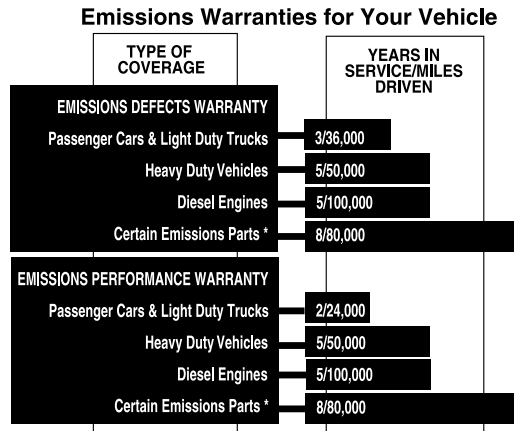 Emissions Warranties for Your Vehicle
TYPE OF
COVERAGE
YEARS IN
SERVICE/MILES
DRIVEN
EMISSIONS DEFECTS WARRANTY
Passenger Cars & Light Duty Trucks 3/36,000
Heavy Duty Vehicles 5/50,000
Diesel Engines 5/100,000
Certain Emissions Parts * 8/80,000
EMISSIONS PERFORMANCE WARRANTY
Passenger Cars & Light Duty Trucks 2/24,000
Heavy Duty Vehicles 5/50,000
Diesel Engines 5/100,000
Certain Emissions Parts * 8/80,000